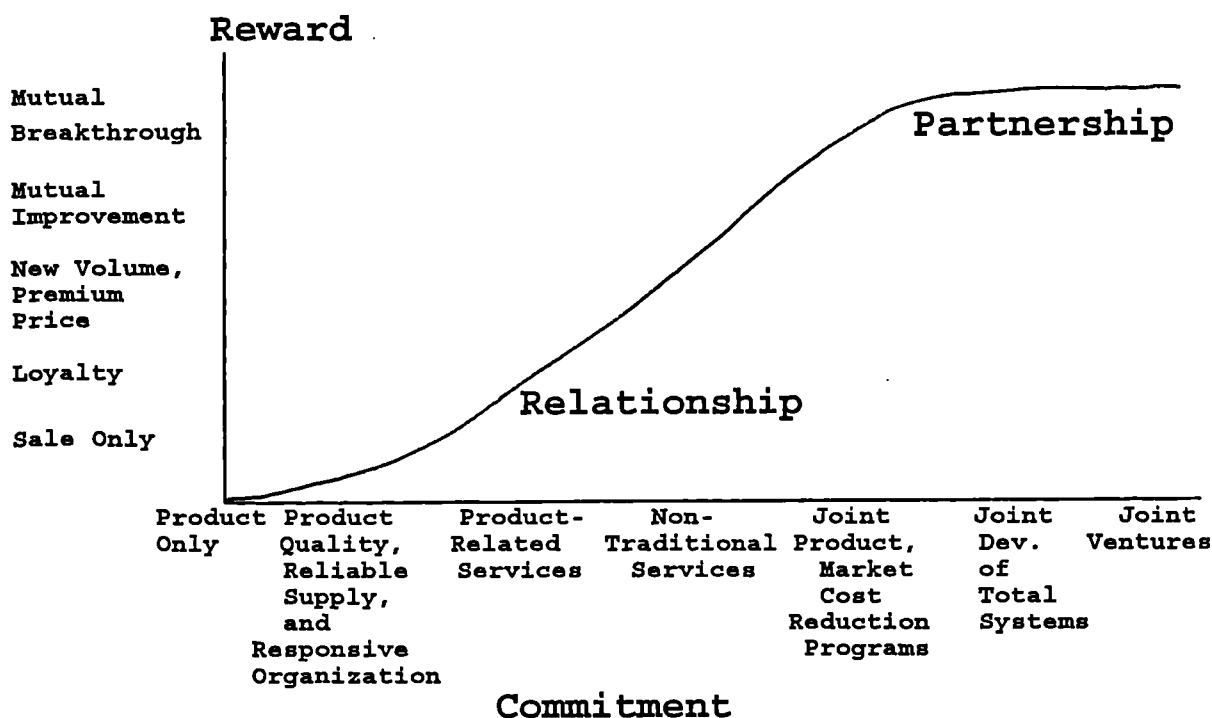 Reward
Mutual
Breakthrough
Partnership
Mutual
Improvement
New Volume,
Premium
Price
Loyalty
Relationship
Sale Only
Product Only
Product Quality, Reliable Supply, and Responsive Organization
Product-Related Services
Non-Traditional Services
Joint Product, Market Cost Reduction Programs
Joint Dev. of Total Systems
Joint Ventures
Commitment